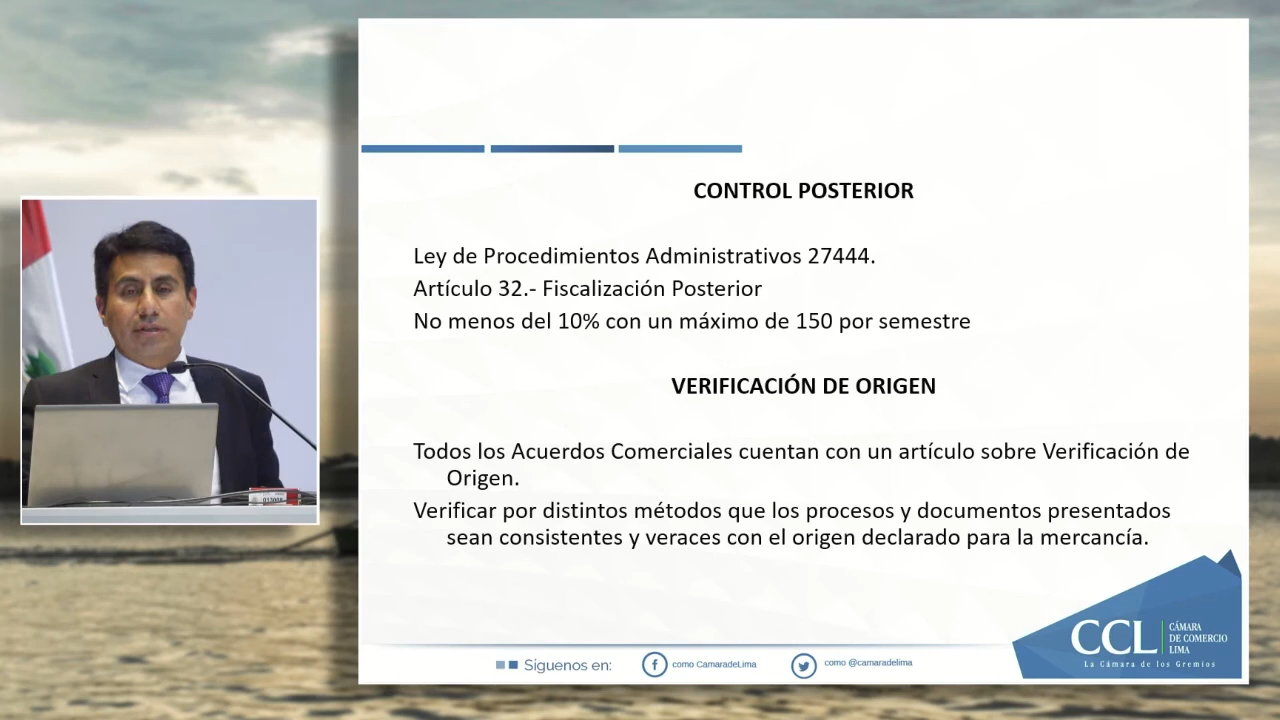 CONTROL POSTERIOR
Ley de Procedimientos Administrativos 27444.
Artículo 32.- Fiscalización Posterior
No menos del 10% con un máximo de 150 por semestre
VERIFICACIÓN DE ORIGEN
Todos los Acuerdos Comerciales cuentan con un artículo sobre Verificación de
Origen.
Verificar por distintos métodos que los procesos y documentos presentados
sean consistentes y veraces con el origen declarado para la mercancía.
CCL
CÁMARA
DE COMERCIO
LIMA
La Cámara de los Gremios
Síguenos en:
como CamaradeLima
como @camaradelima